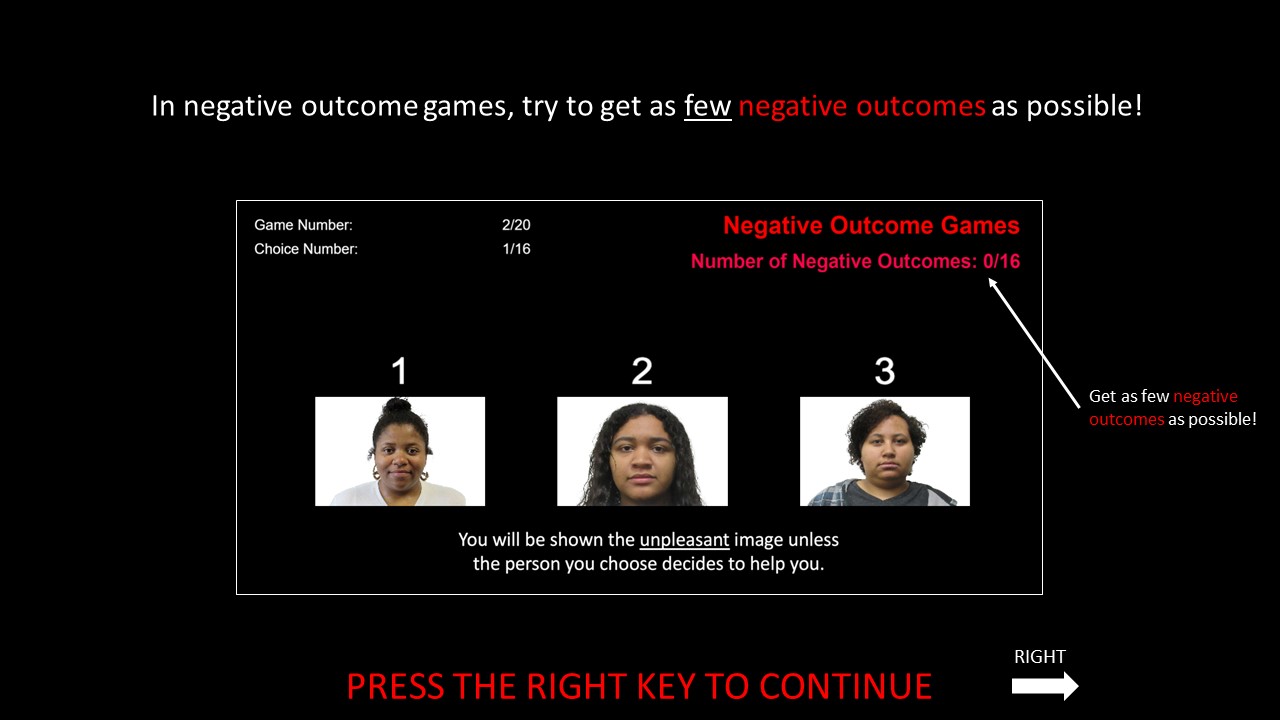 In negative outcome games, try to get as few negative outcomes as possible!
Game Number: 2/20
Choice Number: 1/16
Negative Outcome Games
Number of Negative Outcomes: 0/16
1 2 3
Get as few negative
outcomes as possible!
You will be shown the unpleasant image unless
the person you choose decides to help you.
RIGHT
PRESS THE RIGHT KEY TO CONTINUE